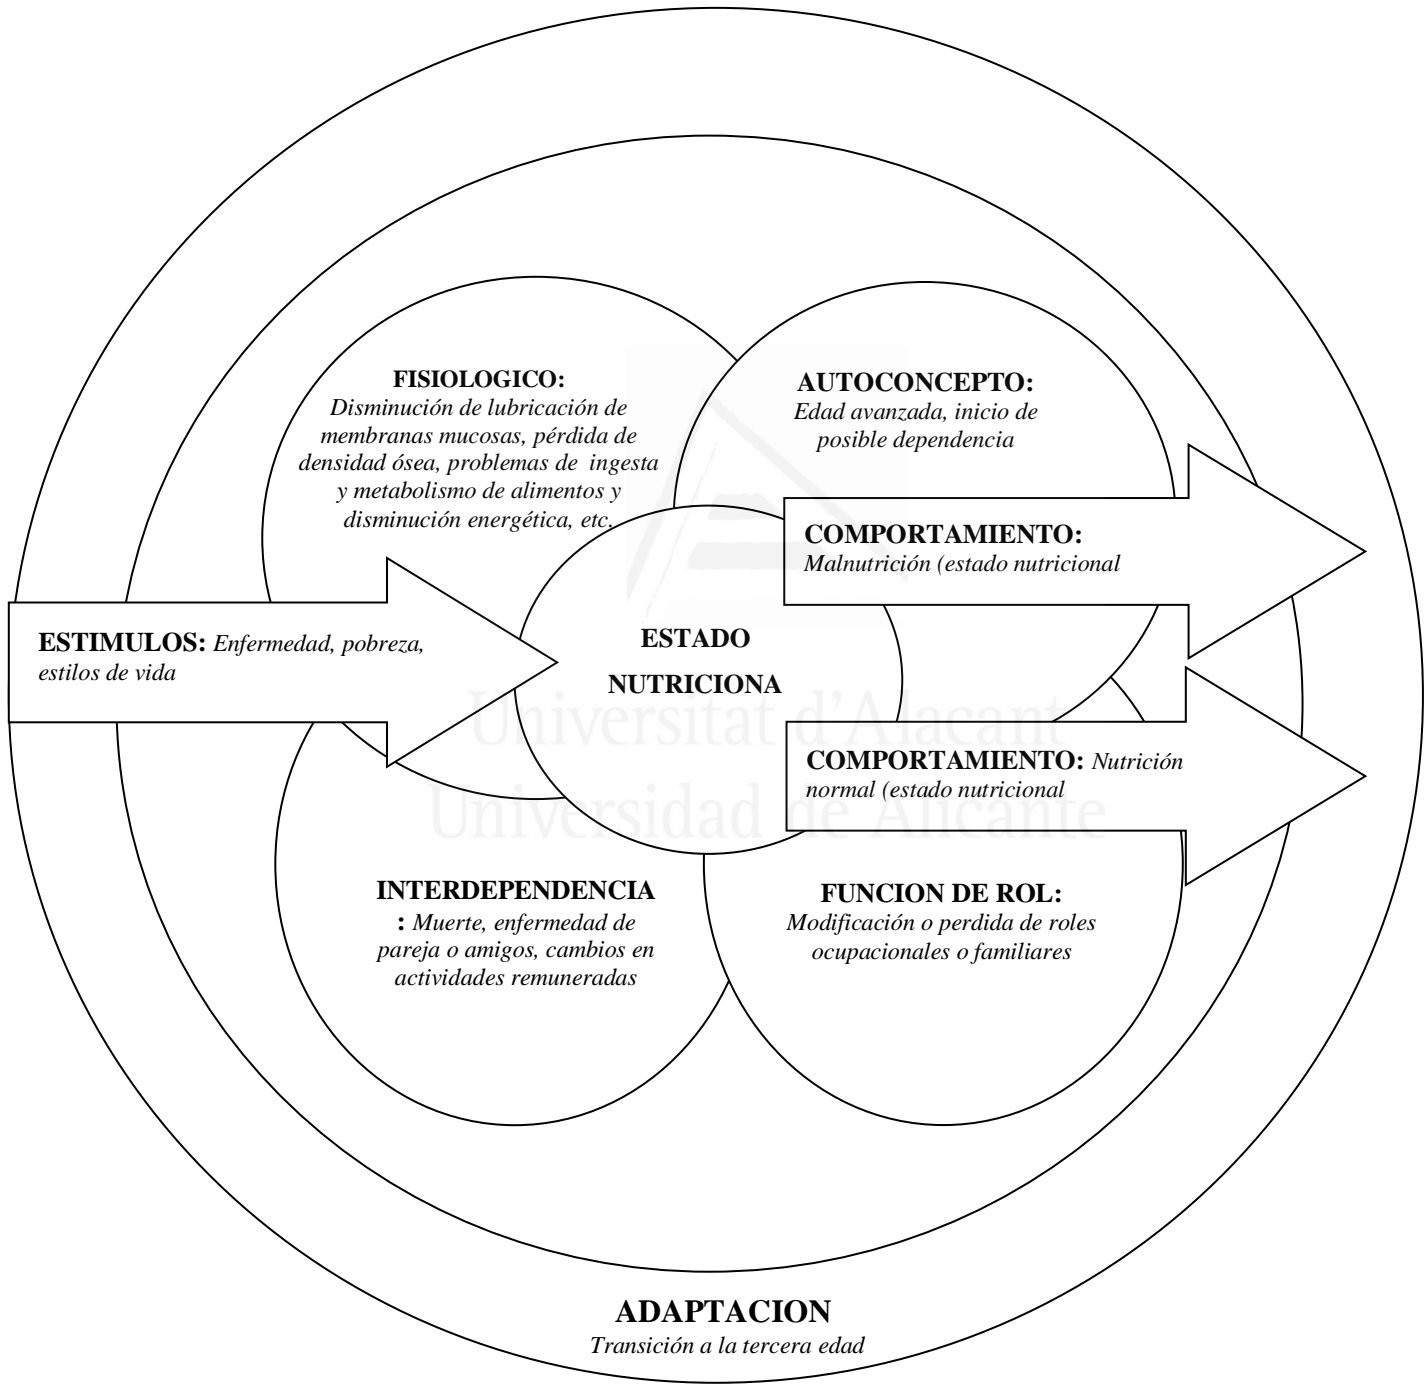 FISIOLOGICO:
Disminución de lubricación de
membranas mucosas, pérdida de
densidad ósea, problemas de ingesta
y metabolismo de alimentos y
disminución energética, etc.
AUTOCONCEPTO:
Edad avanzada, inicio de
posible dependencia
COMPORTAMIENTO:
Malnutrición (estado nutricional
ESTIMULOS: Enfermedad, pobreza,
estilos de vida
ESTADO
NUTRICIONA
Universitat d'Alacant
Universidad de Alicante
COMPORTAMIENTO: Nutrición
normal (estado nutricional
INTERDEPENDENCIA
: Muerte, enfermedad de
pareja o amigos, cambios en
actividades remuneradas
FUNCION DE ROL:
Modificación o perdida de roles
ocupacionales o familiares
ADAPTACION
Transición a la tercera edad